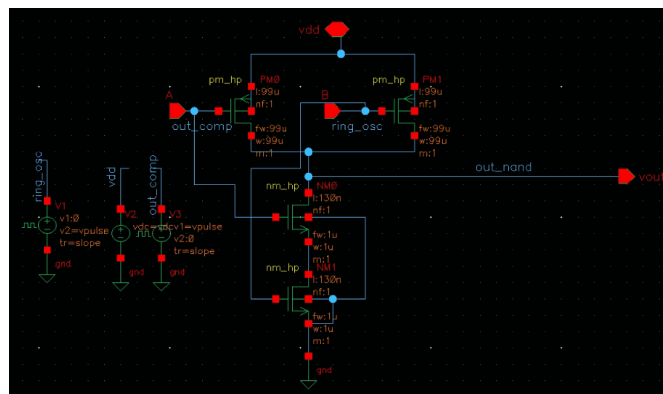 vdd
pm_hp
PM0
l:99u
nf:1
fw:99u
w:99u
m:1
pm_hp
PM1
l:99u
nf:1
fw:99u
w:99u
m:1
A
out_comp
B
ring_osc
out_nand
vout
nm_hp
NM0
l:130n
nf:1
fw:1u
w:1u
m:1
nm_hp
NM1
l:130n
nf:1
fw:1u
w:1u
m:1
gnd
ring_osc
V1
v1:0
v2=vpulse
tr=slope
gnd
vdd
V2
vdc=vdc
gnd
out_comp
V3
v1=vpulse
v2:0
tr=slope
gnd